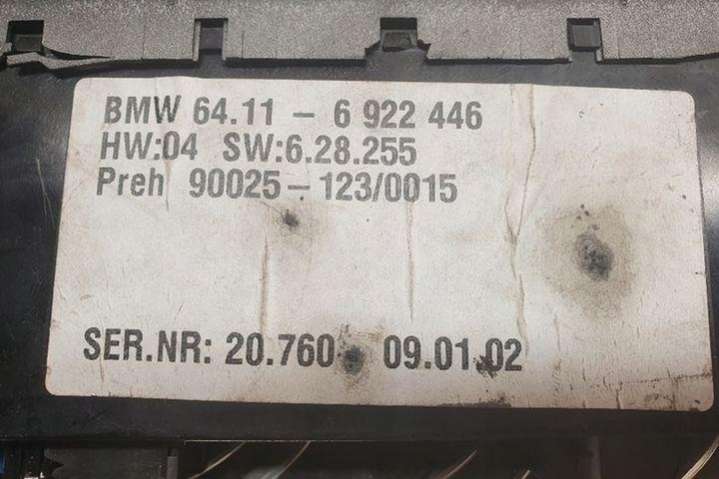 BMW 64.11 - 6 922 446
HW:04 SW:6.28.255
Preh 90025-123/0015
SER.NR: 20.760 09.01.02